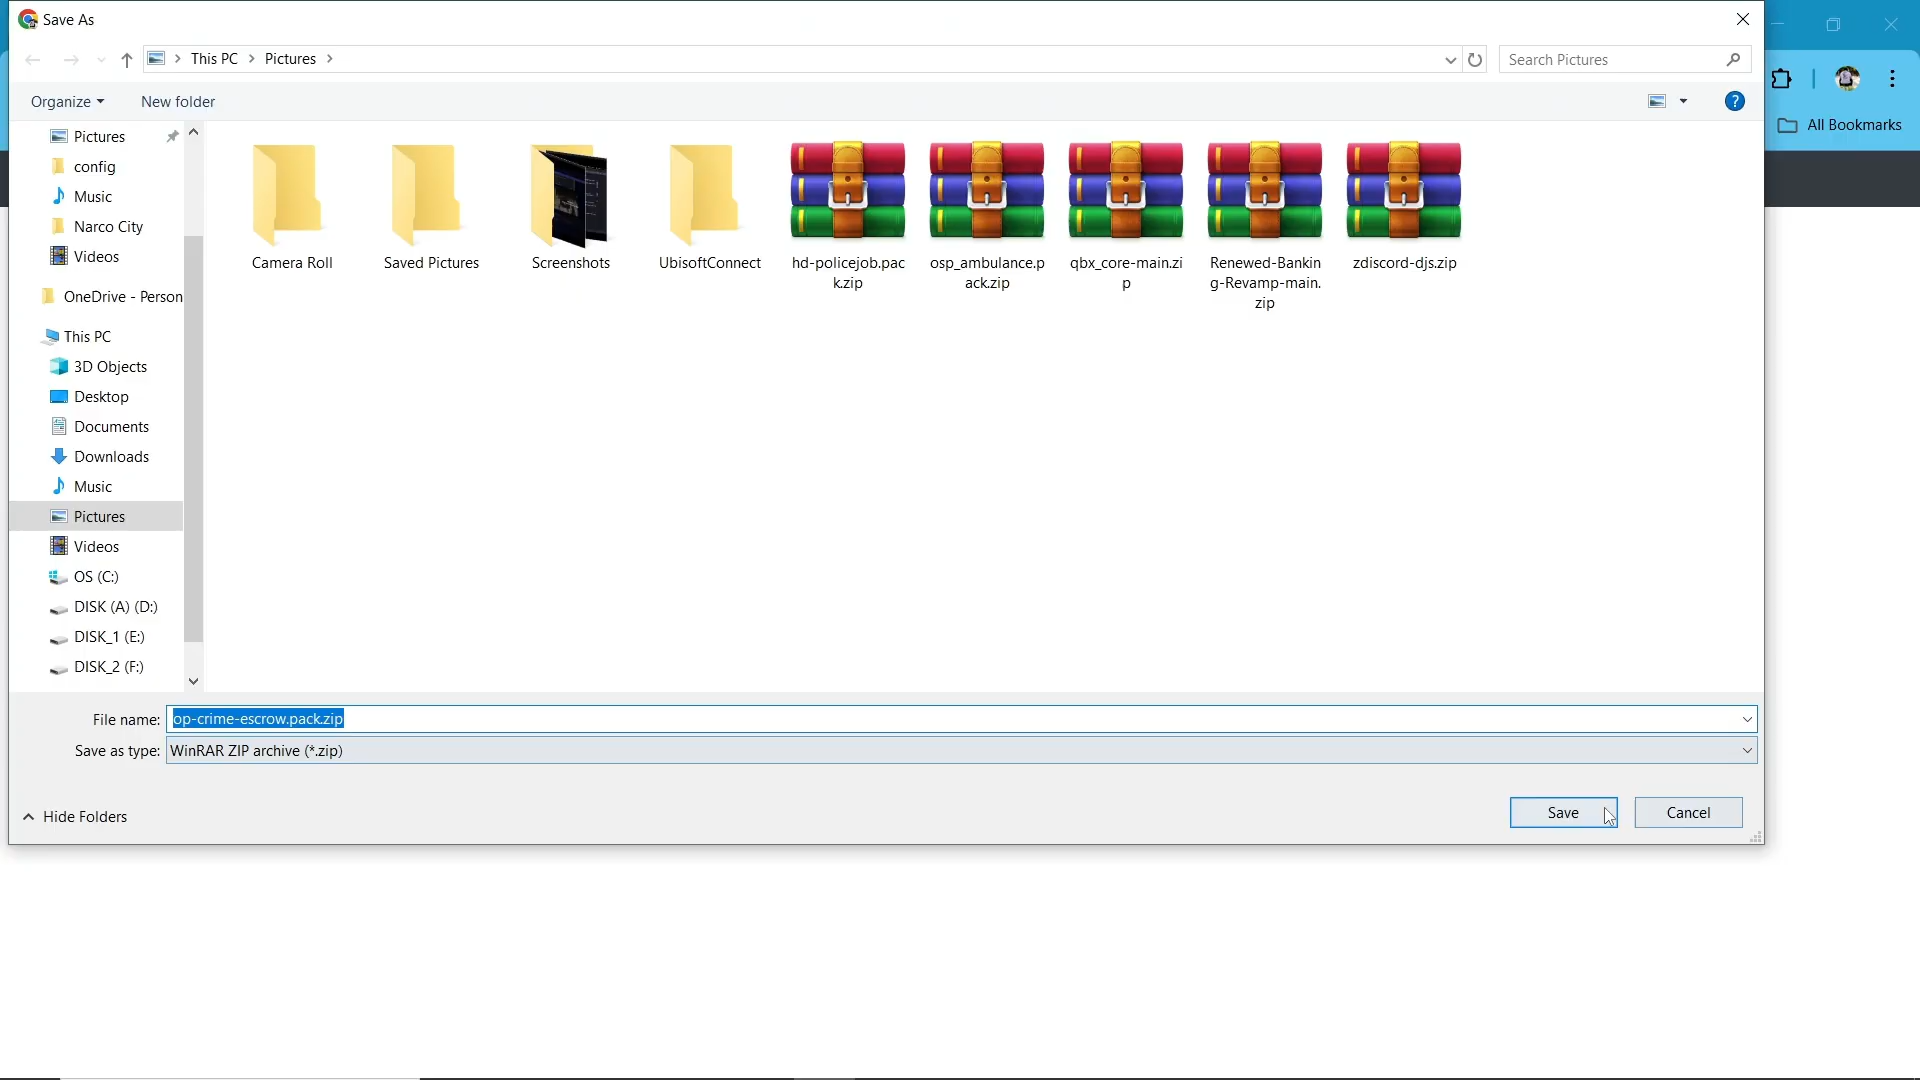 Save As
This PC
Pictures
Search Pictures
Organize
New folder
?
All Bookmarks
Pictures
config
Music
Narco City
Videos
OneDrive - Person
This PC
3D Objects
Desktop
Documents
Downloads
Music
Pictures
Videos
OS (C:)
DISK (A) (D:)
DISK_1 (E:)
DISK_2 (F:)
Camera Roll
Saved Pictures
Screenshots
UbisoftConnect
hd-policejob.pac
k.zip
osp_ambulance.p
ack.zip
qbx_core-main.zi
p
Renewed-Bankin
g-Revamp-main.
zip
zdiscord-djs.zip
File name:
op-crime-escrow.pack.zip
Save as type:
WinRAR ZIP archive (*.zip)
Hide Folders
Save
Cancel